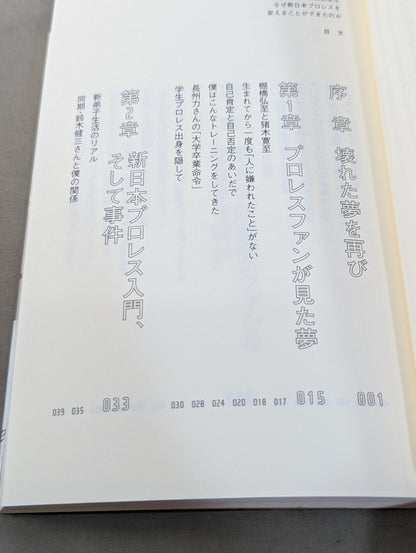 なぜ新日本プロレスを
変えることができたのか
目次
序章 壊れた夢を再び 001
第1章 プロレスファンが見た夢 015
棚橋弘至と猪木寛至 017
生まれてから一度も「人に嫌われたこと」がない 018
自己肯定と自己否定のあいだで 020
僕はこんなトレーニングをしてきた 024
長州力さんの「大学卒業命令」 028
学生プロレス出身を隠して 030
第2章 新日本プロレス入門、
そして事件 033
新弟子生活のリアル 035
同期・鈴木健三さんと僕の関係 039